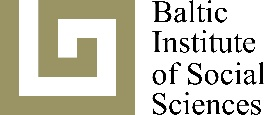 Baltic
Institute
of Social
Sciences